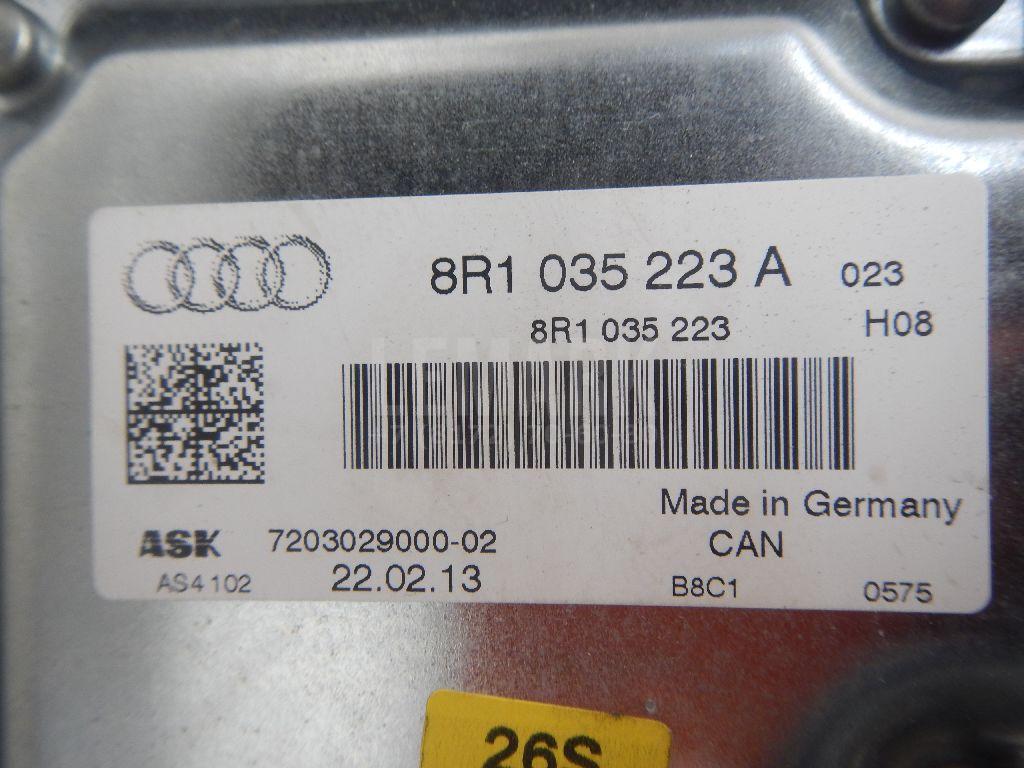 8R1 035 223 A 023
8R1 035 223 H08
LEMARK
Made in Germany
ASK 7203029000-02 CAN
AS4102 22.02.13 B8C1 0575
26S